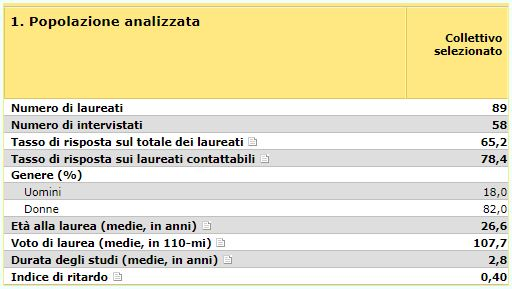 1. Popolazione analizzata
Collettivo
selezionato
Numero di laureati 89
Numero di intervistati 58
Tasso di risposta sul totale dei laureati 65,2
Tasso di risposta sui laureati contattabili 78,4
Genere (%)
Uomini 18,0
Donne 82,0
Età alla laurea (medie, in anni) 26,6
Voto di laurea (medie, in 110-mi) 107,7
Durata degli studi (medie, in anni) 2,8
Indice di ritardo 0,40